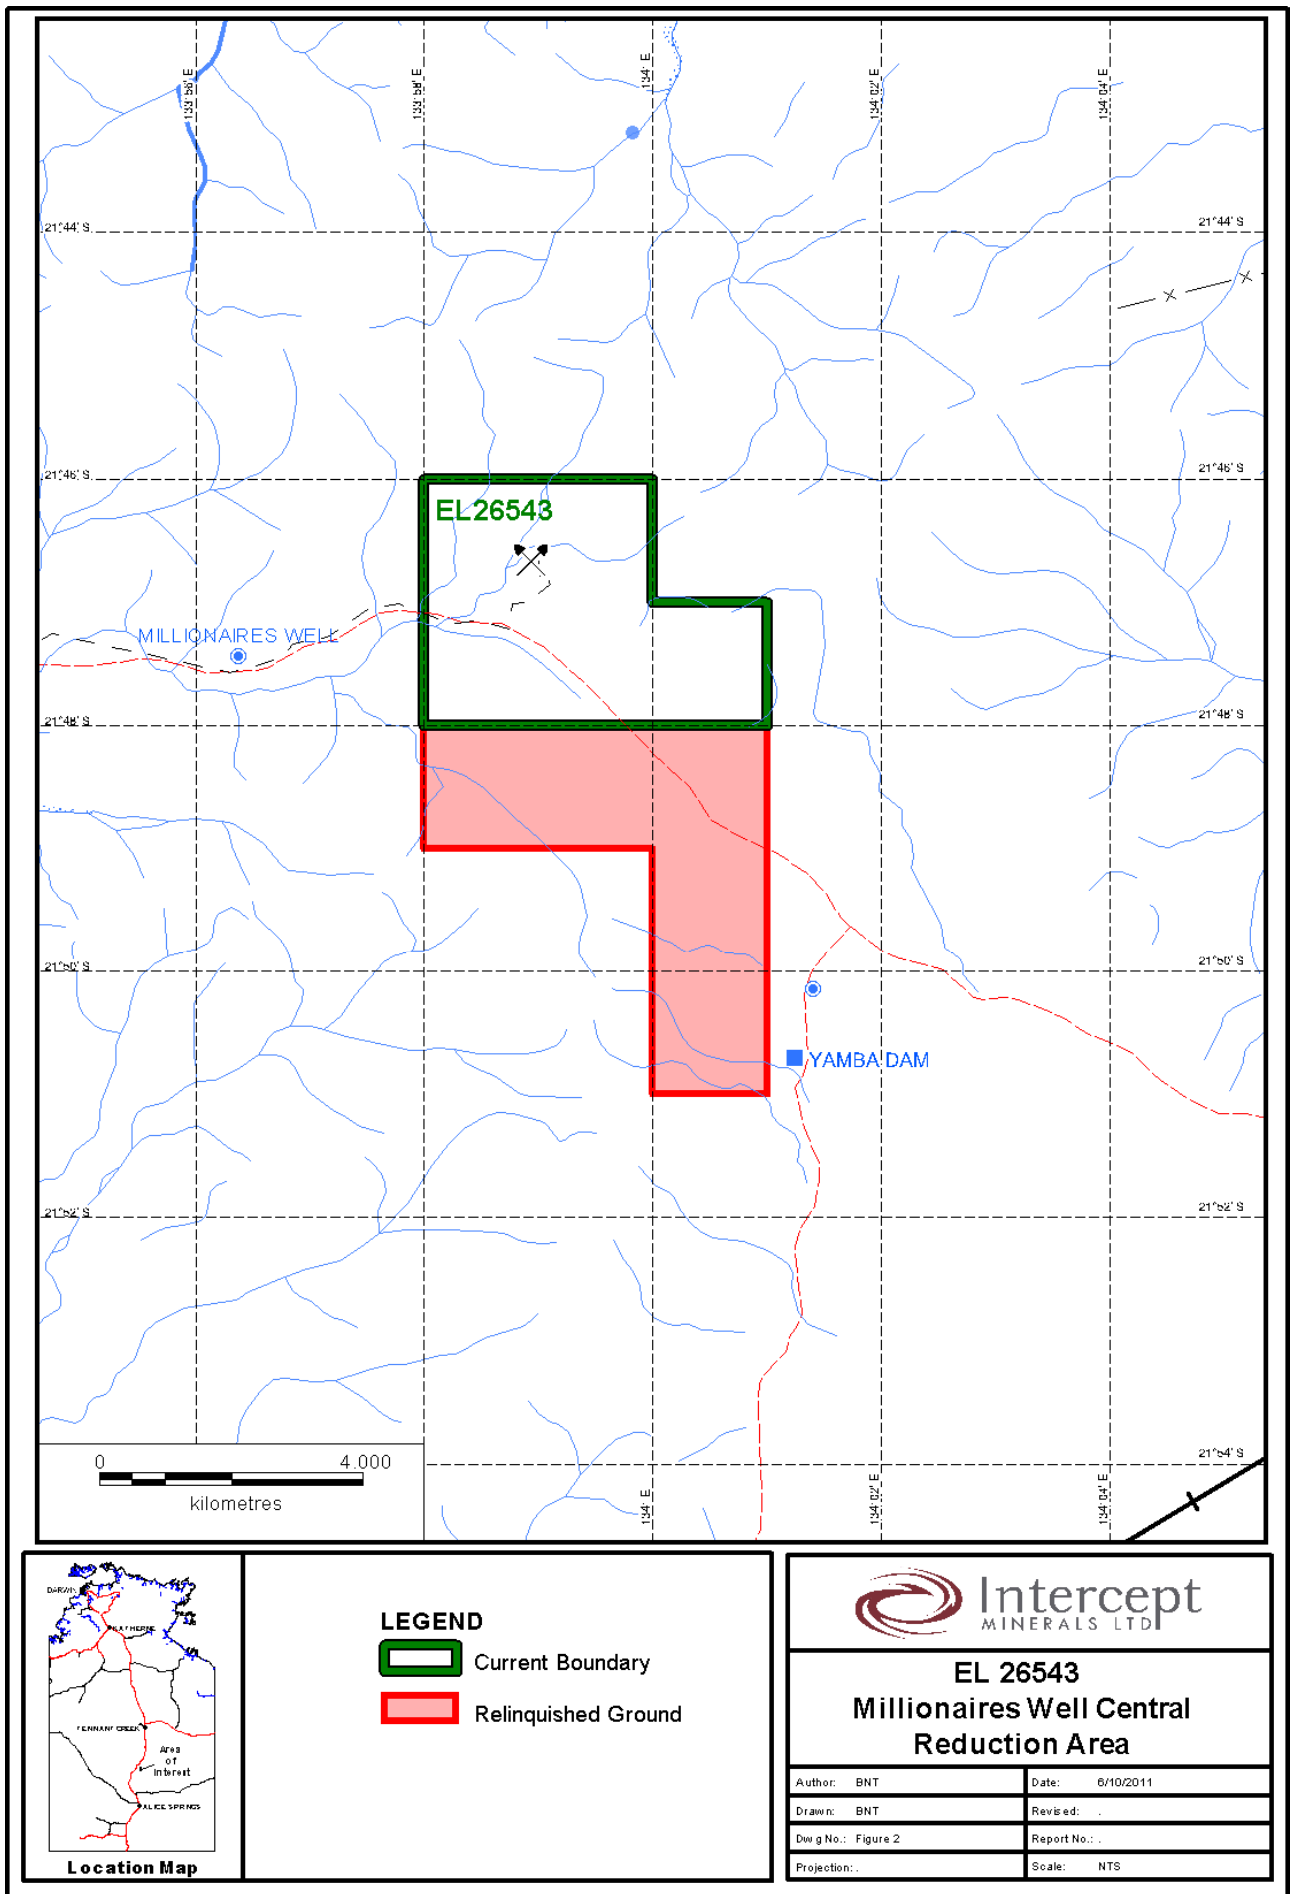 133°56' E
133°58' E
134° E
134°02' E
134°04' E
21°44' S
21°44' S
21°46' S
21°46' S
EL26543
MILLIONAIRES WELL
21°48' S
21°48' S
21°50' S
21°50' S
YAMBA DAM
21°52' S
21°52' S
21°54' S
134° E
134°02' E
134°04' E
0 4.000
kilometres
DARWIN
KATHERINE
TENNANT CREEK
Area
of
Interest
ALICE SPRINGS
Location Map
LEGEND
Current Boundary
Relinquished Ground
Intercept
MINERALS LTD
EL 26543
Millionaires Well Central
Reduction Area
Author: BNT
Date: 6/10/2011
Drawn: BNT
Revised: .
Dwg No.: Figure 2
Report No.: .
Projection: .
Scale: NTS